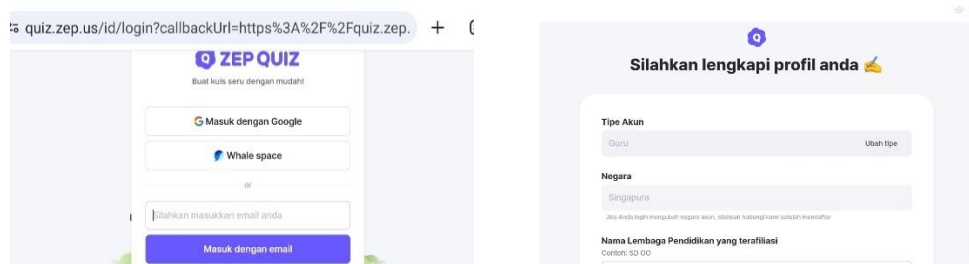 quiz.zep.us/id/login?callbackUrl=https%3A%2F%2Fquiz.zep.
ZEP QUIZ
Buat kuis seru dengan mudah!
Masuk dengan Google
Whale space
or
Silahkan masukkan email anda
Masuk dengan email
Silahkan lengkapi profil anda ✍️
Tipe Akun
Guru
Ubah tipe
Negara
Singapura
Jika Anda ingin mengubah negara akun, silahkan hubungi kami setelah mendaftar
Nama Lembaga Pendidikan yang terafiliasi
Contoh: SD OO